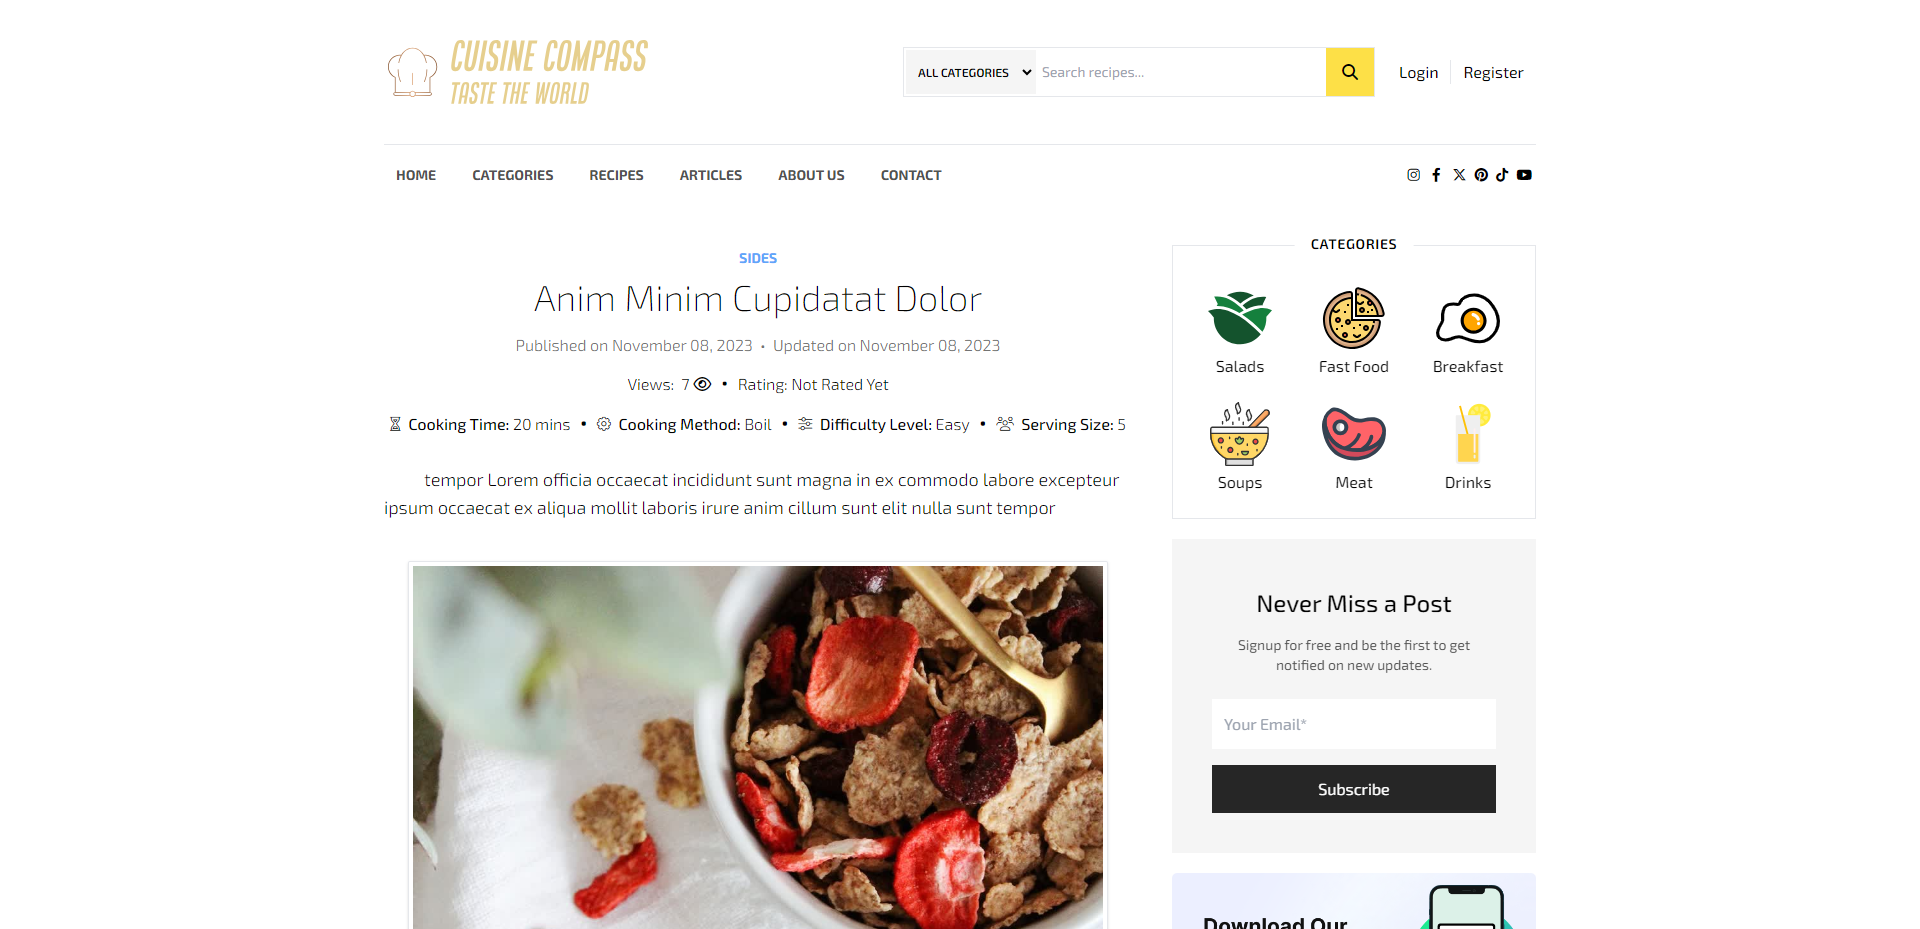 CUISINE COMPASS
TASTE THE WORLD
ALL CATEGORIES Search recipes...
Login Register
HOME CATEGORIES RECIPES ARTICLES ABOUT US CONTACT
SIDES
Anim Minim Cupidatat Dolor
Published on November 08, 2023 • Updated on November 08, 2023
Views: 7 • Rating: Not Rated Yet
Cooking Time: 20 mins • Cooking Method: Boil • Difficulty Level: Easy • Serving Size: 5
tempor Lorem officia occaecat incididunt sunt magna in ex commodo labore excepteur
ipsum occaecat ex aliqua mollit laboris irure anim cillum sunt elit nulla sunt tempor
CATEGORIES
Salads Fast Food Breakfast
Soups Meat Drinks
Never Miss a Post
Signup for free and be the first to get
notified on new updates.
Your Email*
Subscribe
Download Our